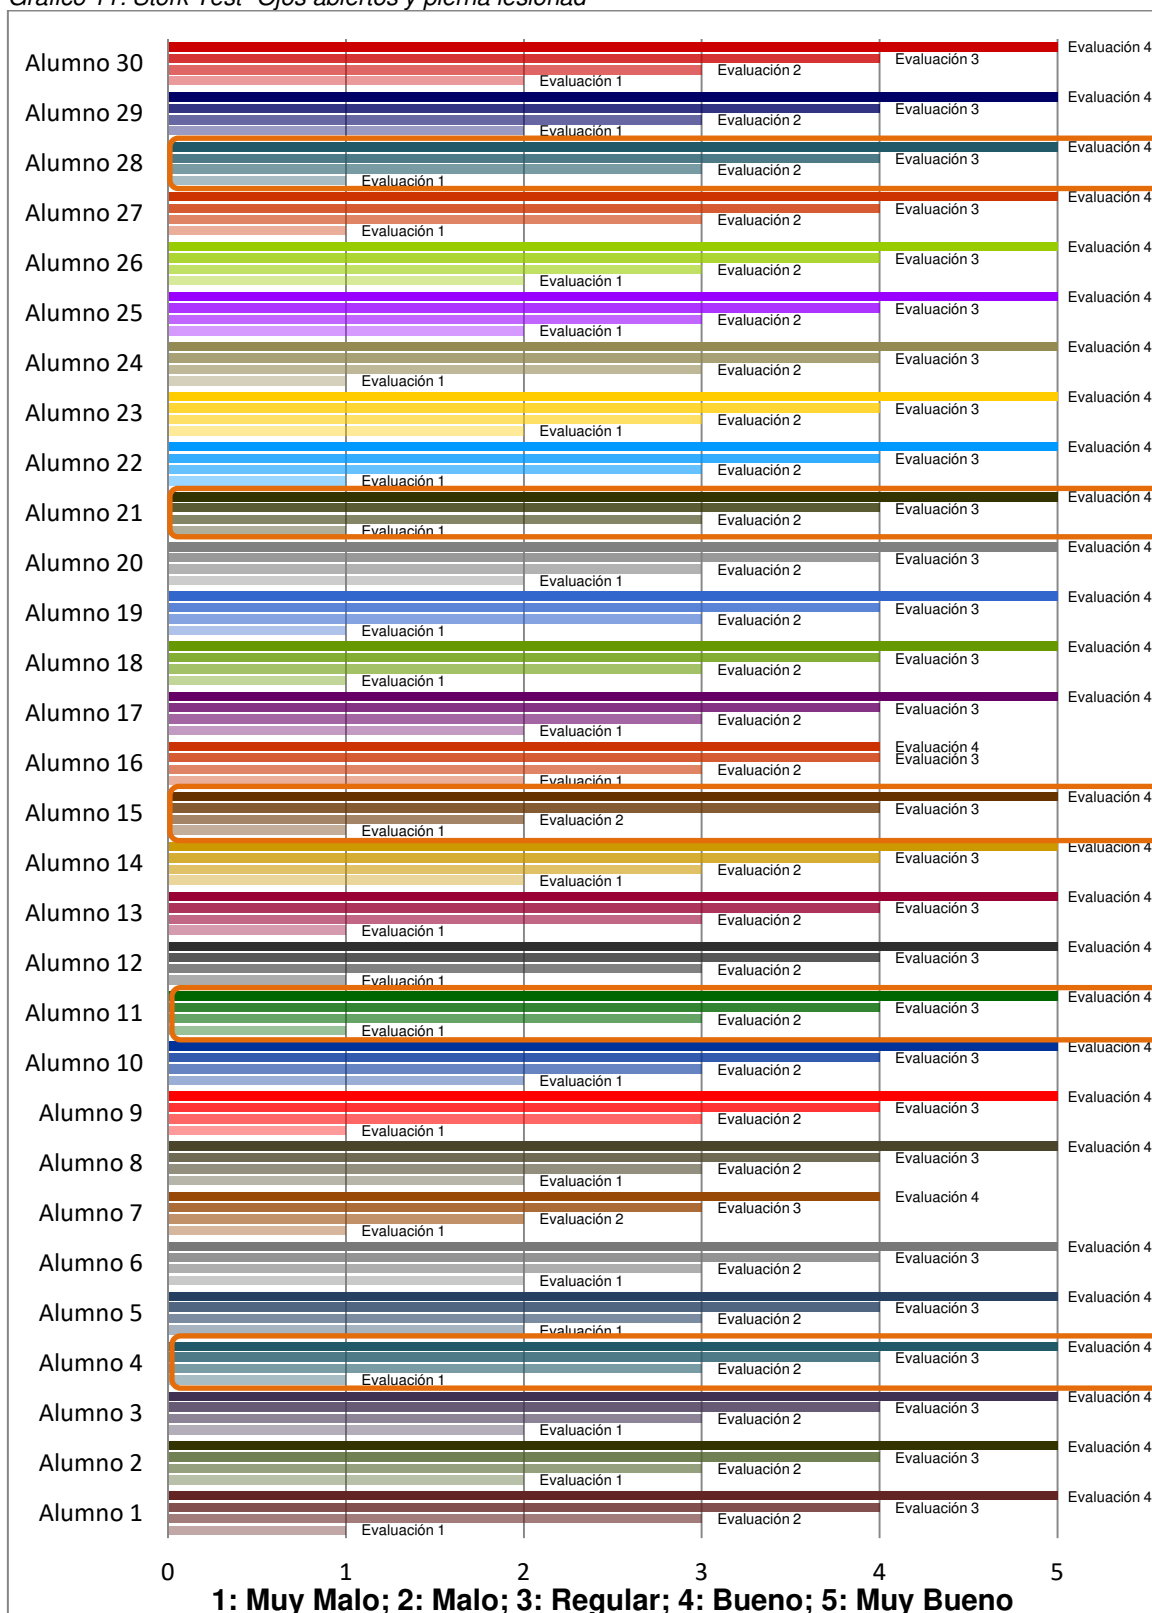 Gráfico 11: Stork Test "Ojos abiertos y pierna lesionad
Evaluación 4
Alumno 30
Evaluación 3
Evaluación 2
Evaluación 1
Evaluación 4
Alumno 29
Evaluación 3
Evaluación 2
Evaluación 1
Evaluación 4
Alumno 28
Evaluación 3
Evaluación 2
Evaluación 1
Evaluación 4
Alumno 27
Evaluación 3
Evaluación 2
Evaluación 1
Evaluación 4
Alumno 26
Evaluación 3
Evaluación 2
Evaluación 1
Evaluación 4
Alumno 25
Evaluación 3
Evaluación 2
Evaluación 1
Evaluación 4
Alumno 24
Evaluación 3
Evaluación 2
Evaluación 1
Evaluación 4
Alumno 23
Evaluación 3
Evaluación 2
Evaluación 1
Evaluación 4
Alumno 22
Evaluación 3
Evaluación 2
Evaluación 1
Evaluación 4
Alumno 21
Evaluación 3
Evaluación 2
Evaluación 1
Evaluación 4
Alumno 20
Evaluación 3
Evaluación 2
Evaluación 1
Evaluación 4
Alumno 19
Evaluación 3
Evaluación 2
Evaluación 1
Evaluación 4
Alumno 18
Evaluación 3
Evaluación 2
Evaluación 1
Evaluación 4
Alumno 17
Evaluación 3
Evaluación 2
Evaluación 1
Evaluación 4
Alumno 16
Evaluación 3
Evaluación 2
Evaluación 1
Evaluación 4
Alumno 15
Evaluación 3
Evaluación 2
Evaluación 1
Evaluación 4
Alumno 14
Evaluación 3
Evaluación 2
Evaluación 1
Evaluación 4
Alumno 13
Evaluación 3
Evaluación 2
Evaluación 1
Evaluación 4
Alumno 12
Evaluación 3
Evaluación 2
Evaluación 1
Evaluación 4
Alumno 11
Evaluación 3
Evaluación 2
Evaluación 1
Evaluación 4
Alumno 10
Evaluación 3
Evaluación 2
Evaluación 1
Evaluación 4
Alumno 9
Evaluación 3
Evaluación 2
Evaluación 1
Evaluación 4
Alumno 8
Evaluación 3
Evaluación 2
Evaluación 1
Evaluación 4
Alumno 7
Evaluación 3
Evaluación 2
Evaluación 1
Evaluación 4
Alumno 6
Evaluación 3
Evaluación 2
Evaluación 1
Evaluación 4
Alumno 5
Evaluación 3
Evaluación 2
Evaluación 1
Evaluación 4
Alumno 4
Evaluación 3
Evaluación 2
Evaluación 1
Evaluación 4
Alumno 3
Evaluación 3
Evaluación 2
Evaluación 1
Evaluación 4
Alumno 2
Evaluación 3
Evaluación 2
Evaluación 1
Evaluación 4
Alumno 1
Evaluación 3
Evaluación 2
Evaluación 1
0 1 2 3 4 5
1: Muy Malo; 2: Malo; 3: Regular; 4: Bueno; 5: Muy Bueno